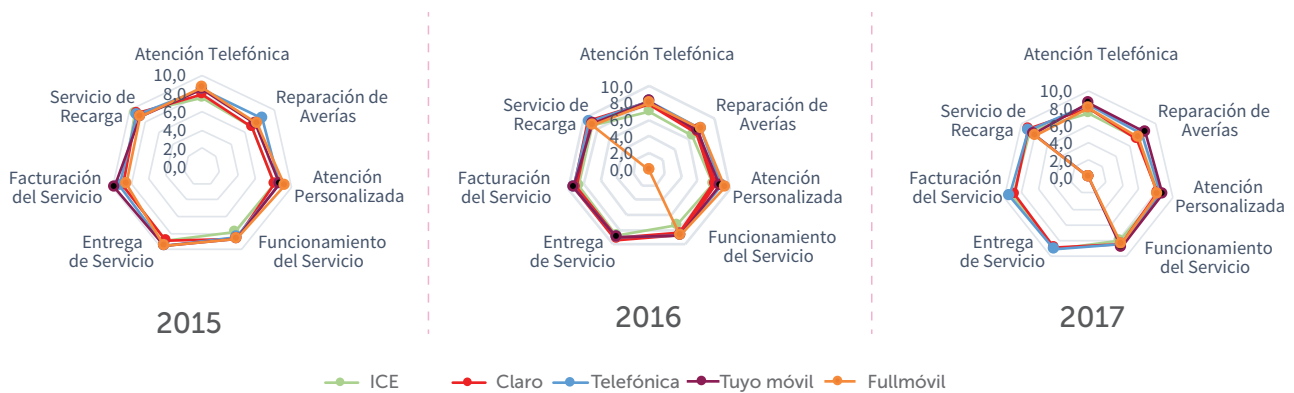 Atención Telefónica
10,0
8,0
6,0
4,0
2,0
0,0
Reparación de
Averías
Atención
Personalizada
Funcionamiento
del Servicio
Entrega
de Servicio
Facturación
del Servicio
Servicio de
Recarga
2015
Atención Telefónica
10,0
8,0
6,0
4,0
2,0
0,0
Reparación de
Averías
Atención
Personalizada
Funcionamiento
del Servicio
Entrega
de Servicio
Facturación
del Servicio
Servicio de
Recarga
2016
Atención Telefónica
10,0
8,0
6,0
4,0
2,0
0,0
Reparación de
Averías
Atención
Personalizada
Funcionamiento
del Servicio
Entrega
de Servicio
Facturación
del Servicio
Servicio de
Recarga
2017
ICE Claro Telefónica Tuyo móvil Fullmóvil